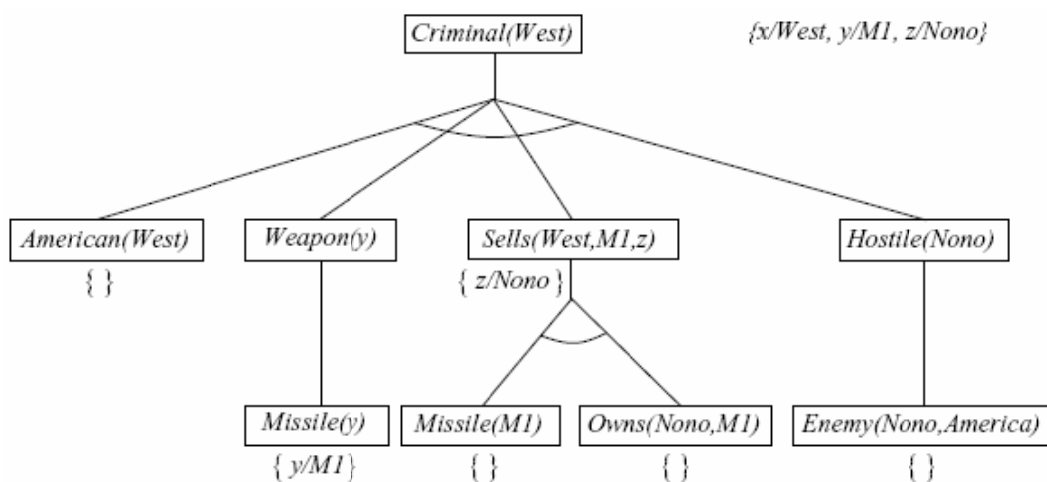 Criminal(West) {x/West, y/M1, z/Nono}
American(West) Weapon(y) Sells(West,M1,z) Hostile(Nono)
{ } { z/Nono }
Missile(y) Missile(M1) Owns(Nono,M1) Enemy(Nono,America)
{ y/M1} { } { } { }